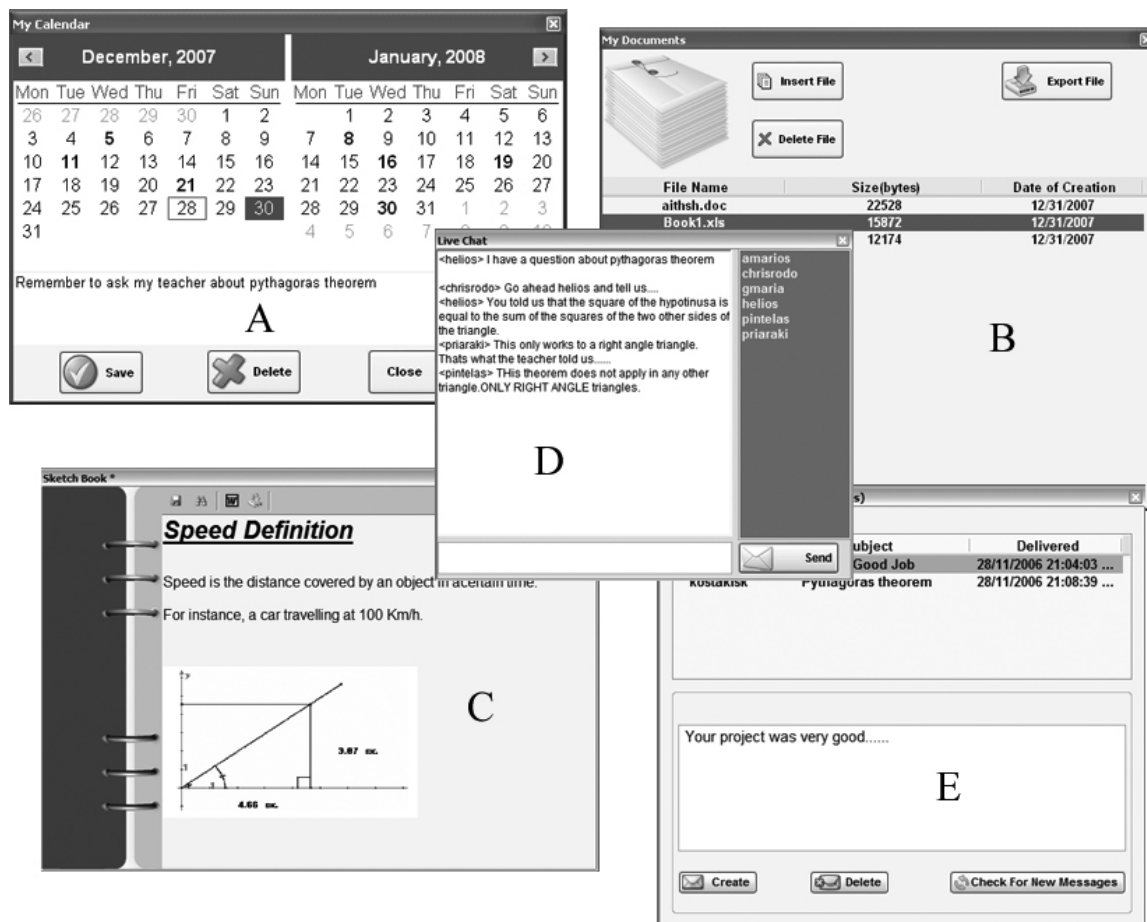 My Calendar
December, 2007 January, 2008
Mon Tue Wed Thu Fri Sat Sun Mon Tue Wed Thu Fri Sat Sun
26 27 28 29 30 1 2 1 2 3 4 5 6
3 4 5 6 7 8 9 7 8 9 10 11 12 13
10 11 12 13 14 15 16 14 15 16 17 18 19 20
17 18 19 20 21 22 23 21 22 23 24 25 26 27
24 25 26 27 28 29 30 28 29 30 31 1 2 3
31 4 5 6 7
Remember to ask my teacher about pythagoras theorem
A
Save Delete Close
My Documents
Insert File Export File
Delete File
File Name Size(bytes) Date of Creation
aithsh.doc 22528 12/31/2007
Book1.xls 15872 12/31/2007
12174 12/31/2007
B
Live Chat
<helios> I have a question about pythagoras theorem
<chrisrodo> Go ahead helios and tell us....
<helios> You told us that the square of the hypotinusa is
equal to the sum of the squares of the two other sides of
the triangle.
<priaraki> This only works to a right angle triangle.
Thats what the teacher told us......
<pintelas> THis theorem does not apply in any other
triangle.ONLY RIGHT ANGLE triangles.
amarios
chrisrodo
gmaria
helios
pintelas
priaraki
D
Send
Sketch Book *
Speed Definition
Speed is the distance covered by an object in acertain time.
For instance, a car travelling at 100 Km/h.
y
1
1
3.87 εκ.
4.66 εκ.
C
s)
ubject Delivered
Good Job 28/11/2006 21:04:03 ...
kostakisk Pythagoras theorem 28/11/2006 21:08:39 ...
Your project was very good......
E
Create Delete Check For New Messages